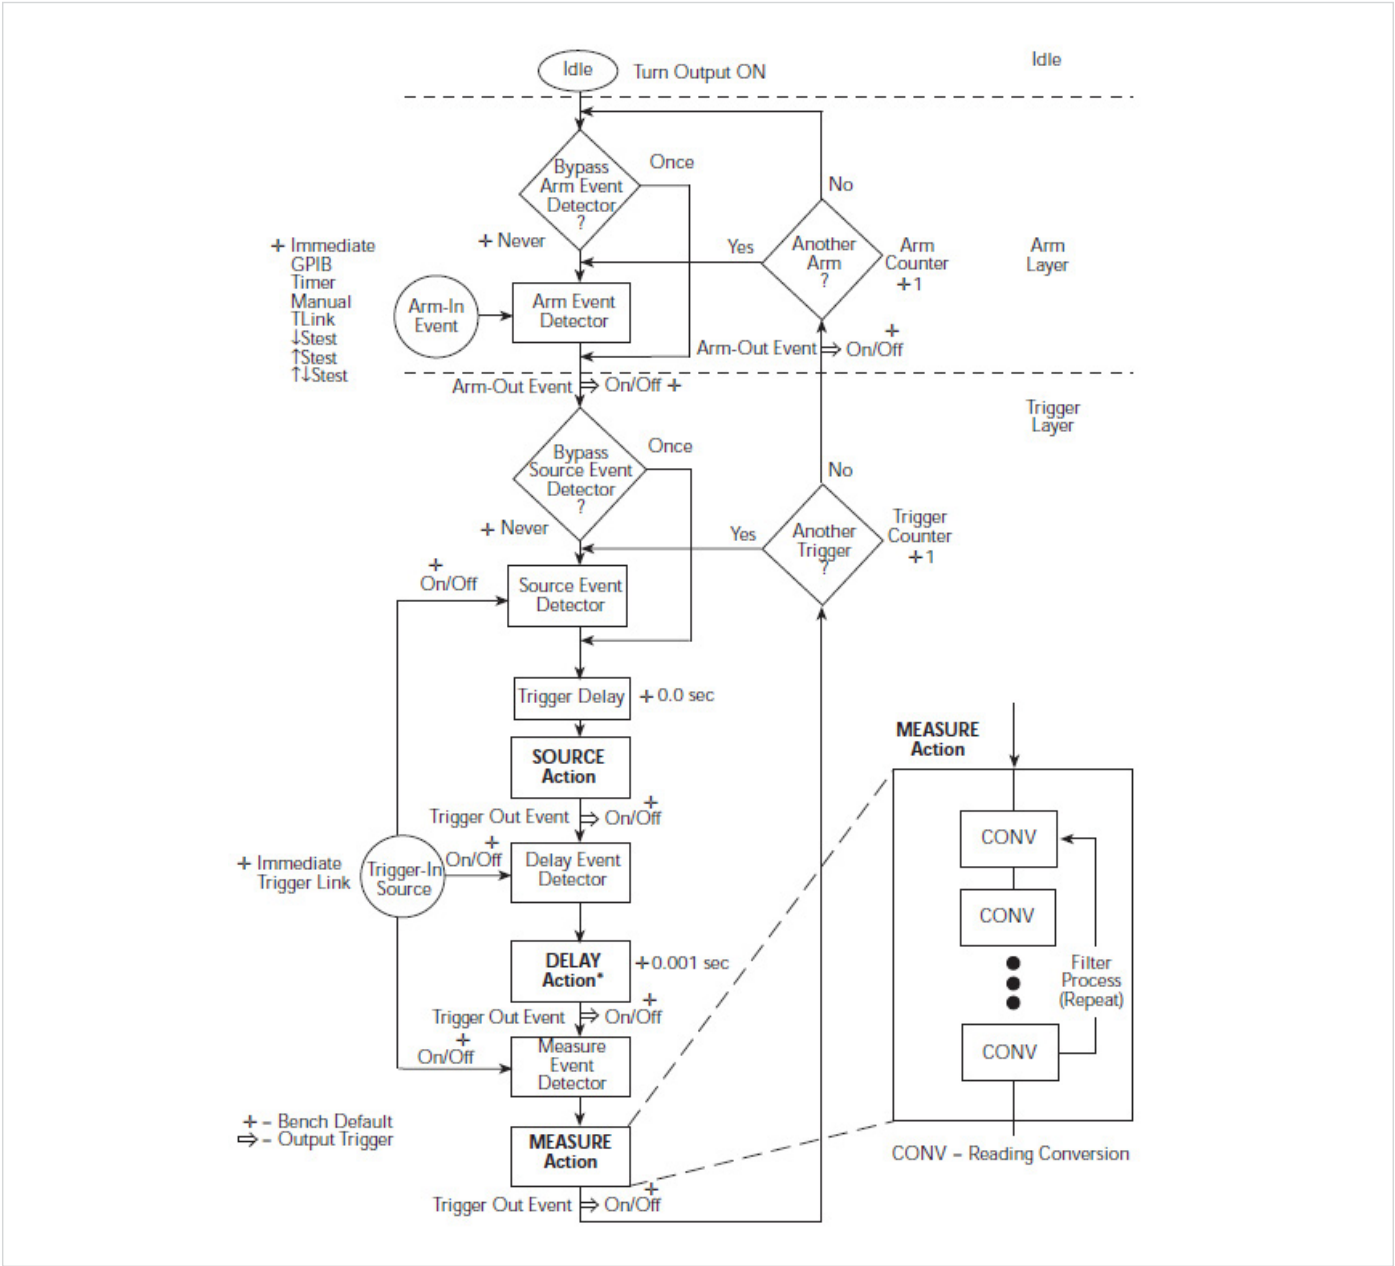 Idle
Turn Output ON
Idle
Bypass
Arm Event
Detector
?
Once
No
✛ Never
Yes
Another
Arm
?
Arm
Counter
✛1
Arm
Layer
✛ Immediate
GPIB
Timer
Manual
TLink
↓Stest
↑Stest
↑↓Stest
Arm-In
Event
Arm Event
Detector
✛
Arm-Out Event ⇒ On/Off
Arm-Out Event ⇒ On/Off ✛
Trigger
Layer
Bypass
Source Event
Detector
?
Once
No
✛ Never
Yes
Another
Trigger
?
Trigger
Counter
✛1
✛
On/Off
Source Event
Detector
Trigger Delay
✛ 0.0 sec
SOURCE
Action
✛
Trigger Out Event ⇒ On/Off
✛ Immediate
Trigger Link
Trigger-In
Source
✛
On/Off
Delay Event
Detector
DELAY
Action*
✛0.001 sec
✛
Trigger Out Event ⇒ On/Off
✛
On/Off
Measure
Event
Detector
MEASURE
Action
✛
Trigger Out Event ⇒ On/Off
✛ – Bench Default
⇒ – Output Trigger
MEASURE
Action
CONV
CONV
Filter
Process
(Repeat)
CONV
CONV – Reading Conversion